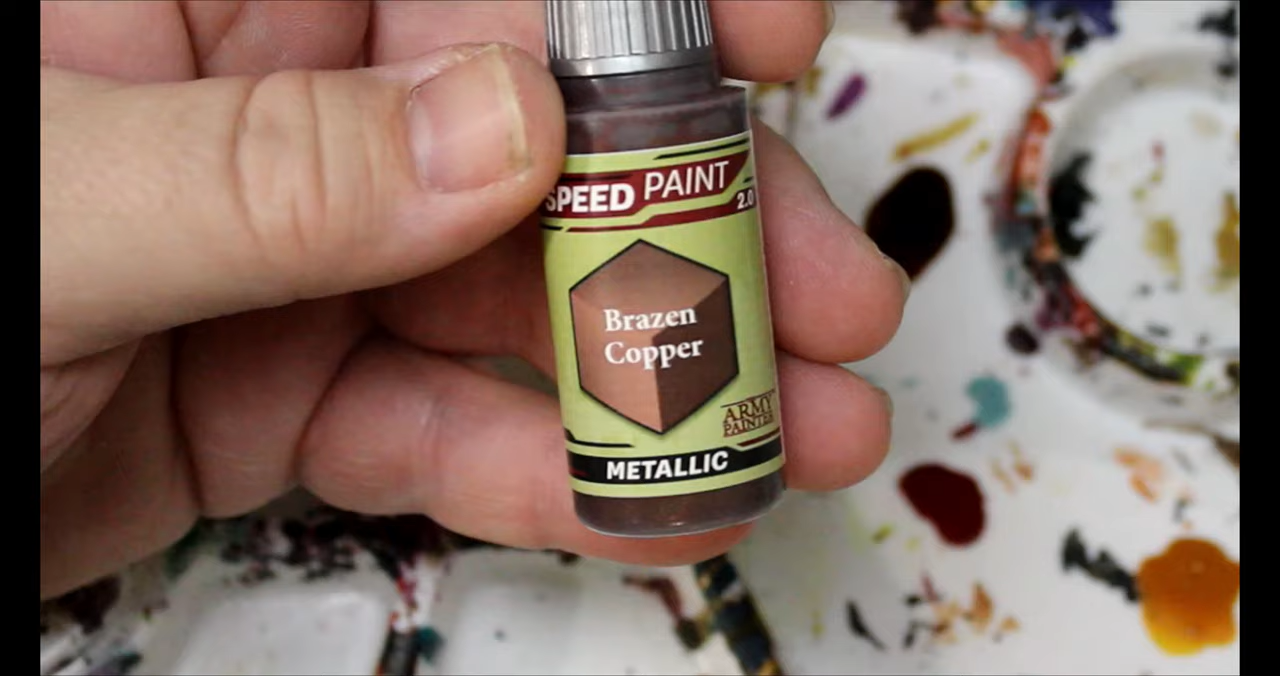 SPEED PAINT
2.0
Brazen
Copper
ARMY
PAINTER
METALLIC